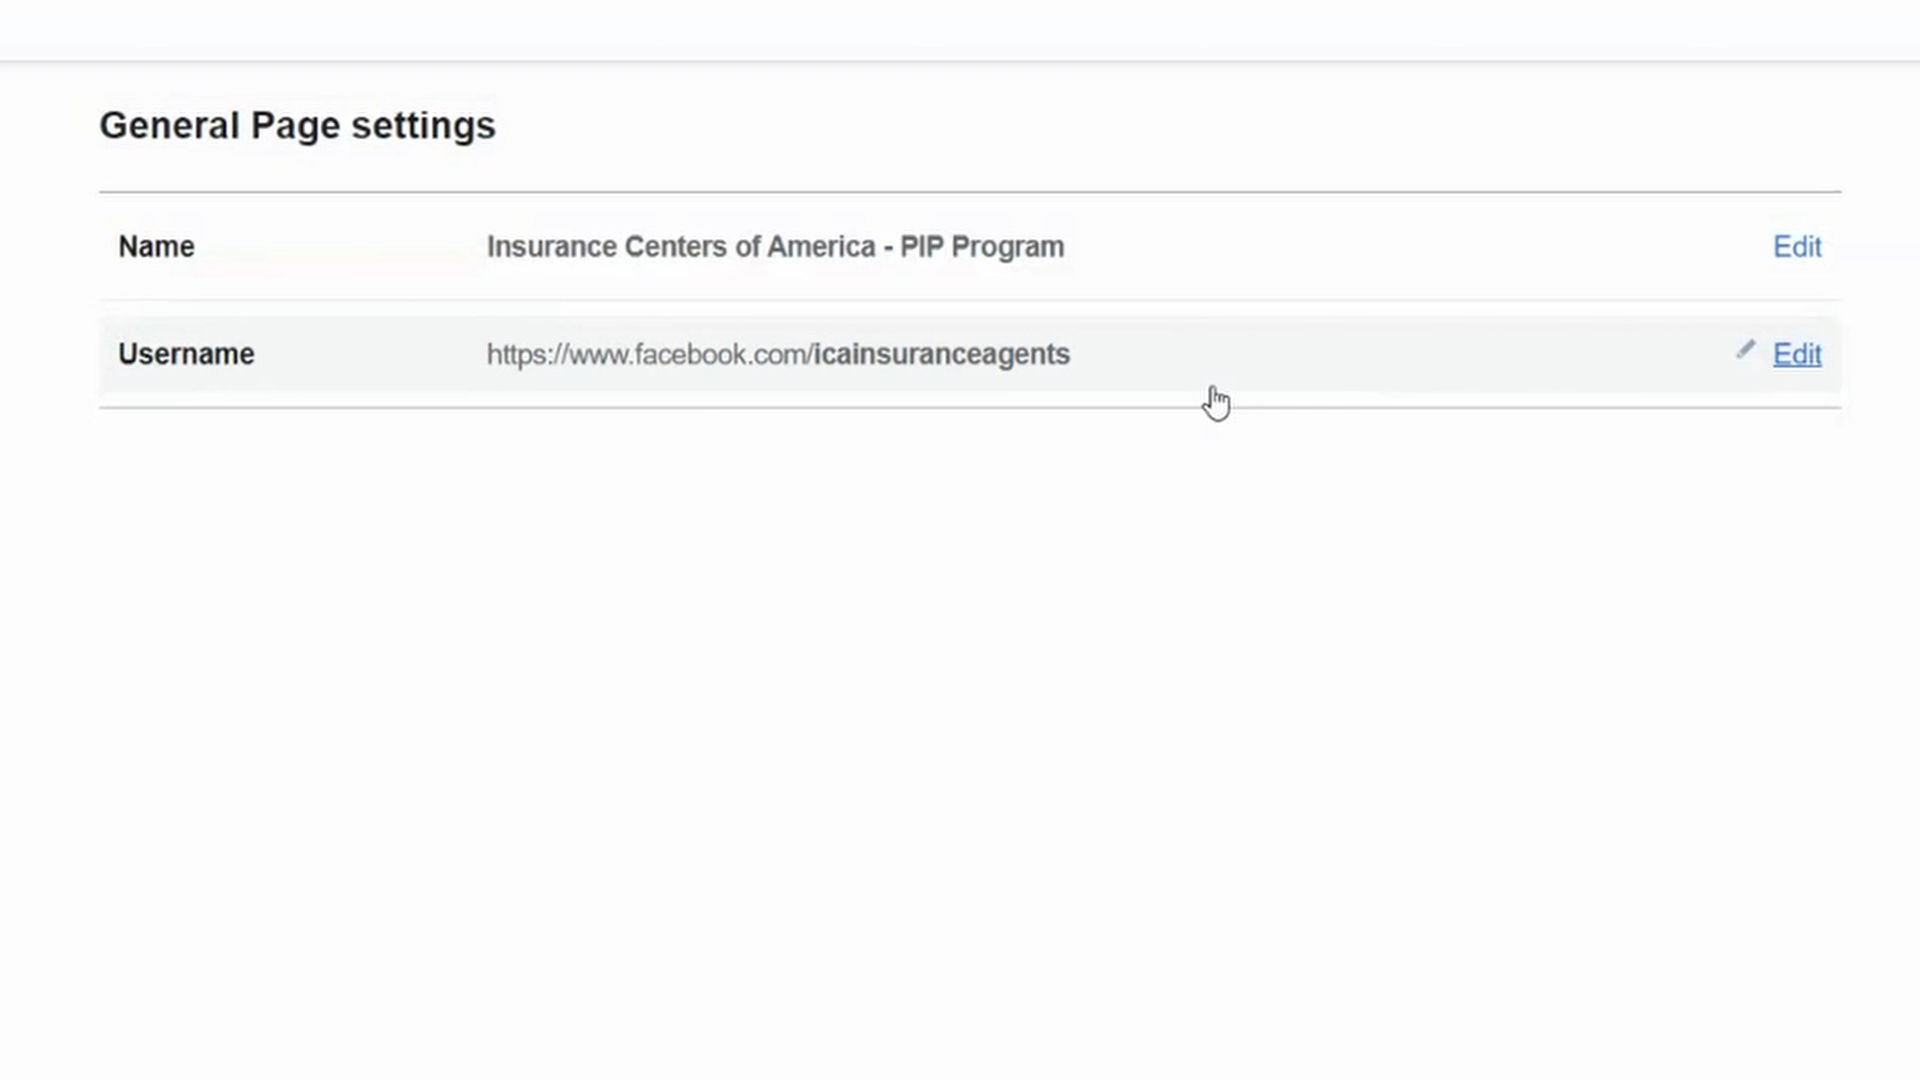 General Page settings
Name Insurance Centers of America - PIP Program Edit
Username https://www.facebook.com/icainsuranceagents Edit